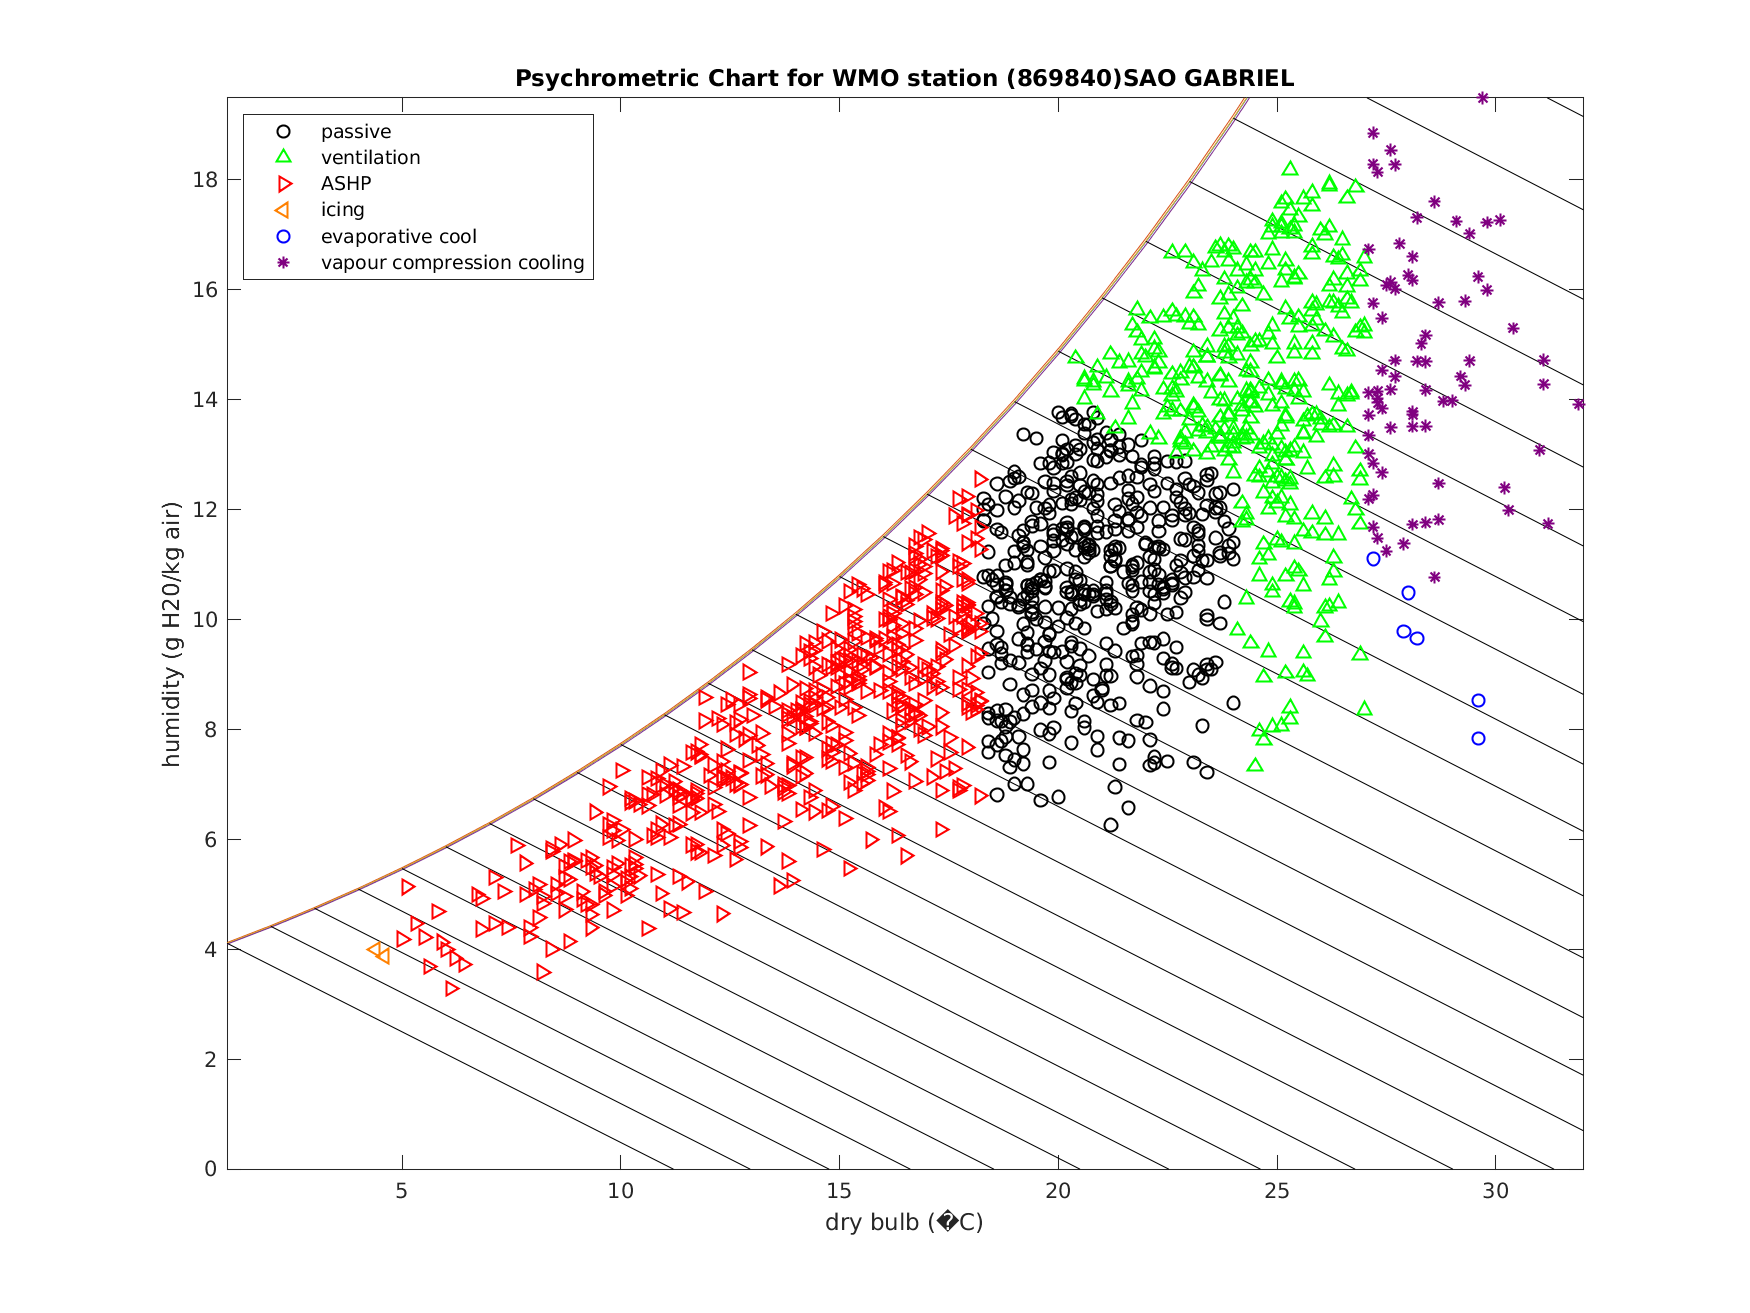 Psychrometric Chart for WMO station (869840)SAO GABRIEL
passive
ventilation
ASHP
icing
evaporative cool
vapour compression cooling
humidity (g H20/kg air)
18
16
14
12
10
8
6
4
2
0
5 10 15 20 25 30
dry bulb (�C)